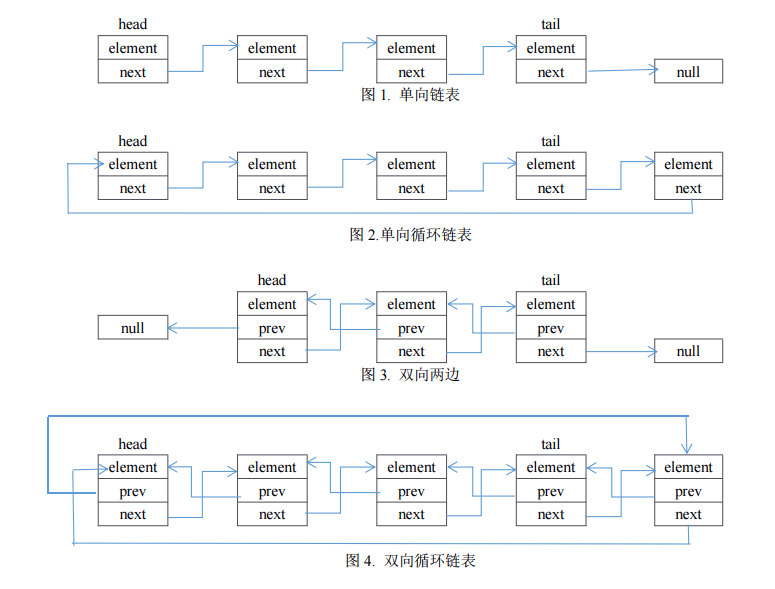 head tail
element element element element
next next next next null
图 1. 单向链表
head tail
element element element element element
next next next next next
图 2.单向循环链表
head tail
element element element
null prev prev prev
next next next null
图 3. 双向两边
head tail
element element element element element
prev prev prev prev prev
next next next next next
图 4. 双向循环链表